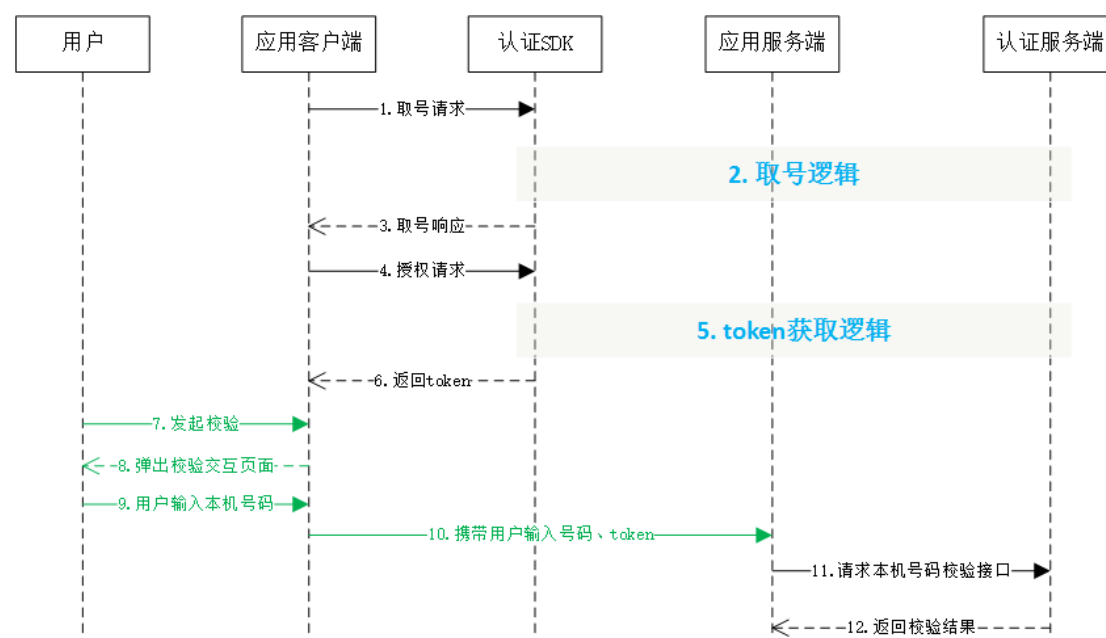 用户
应用客户端
认证SDK
应用服务端
认证服务端
1.取号请求
2. 取号逻辑
3.取号响应
4.授权请求
5. token获取逻辑
6.返回token
7.发起校验
8.弹出校验交互页面
9.用户输入本机号码
10.携带用户输入号码、token
11.请求本机号码校验接口
12.返回校验结果